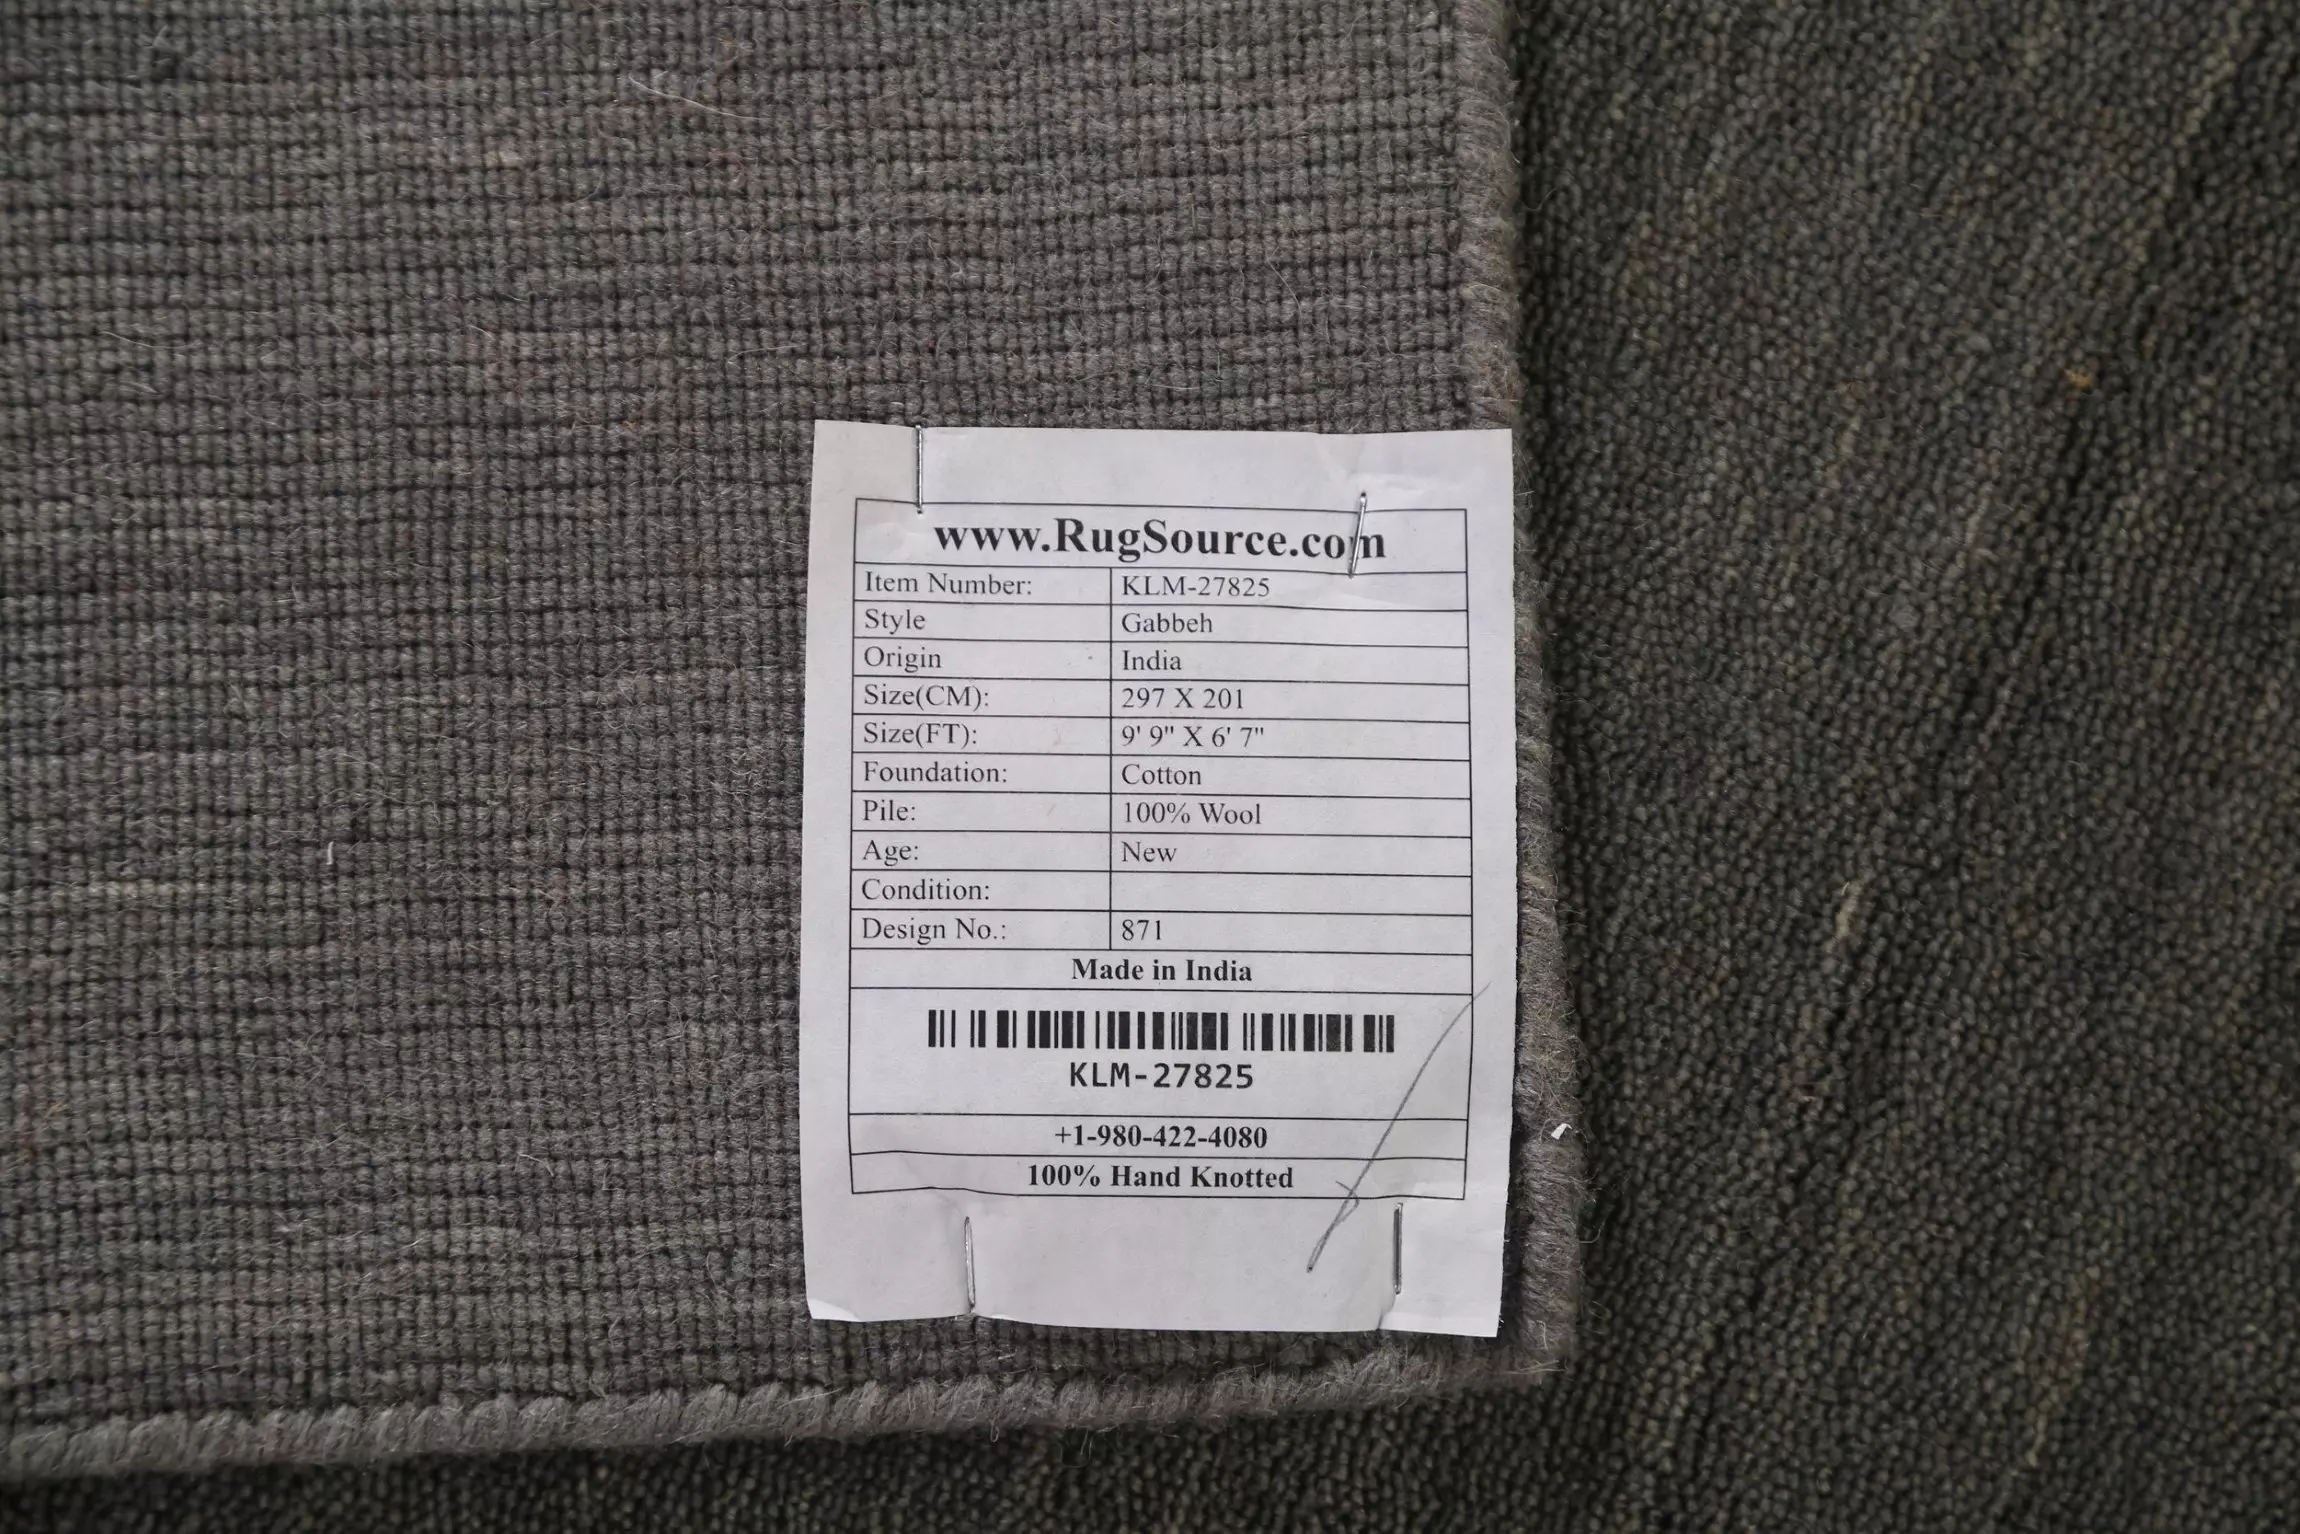 www.RugSource.com
Item Number: KLM-27825
Style Gabbeh
Origin India
Size(CM): 297 X 201
Size(FT): 9' 9" X 6' 7"
Foundation: Cotton
Pile: 100% Wool
Age: New
Condition:
Design No.: 871
Made in India
KLM-27825
+1-980-422-4080
100% Hand Knotted